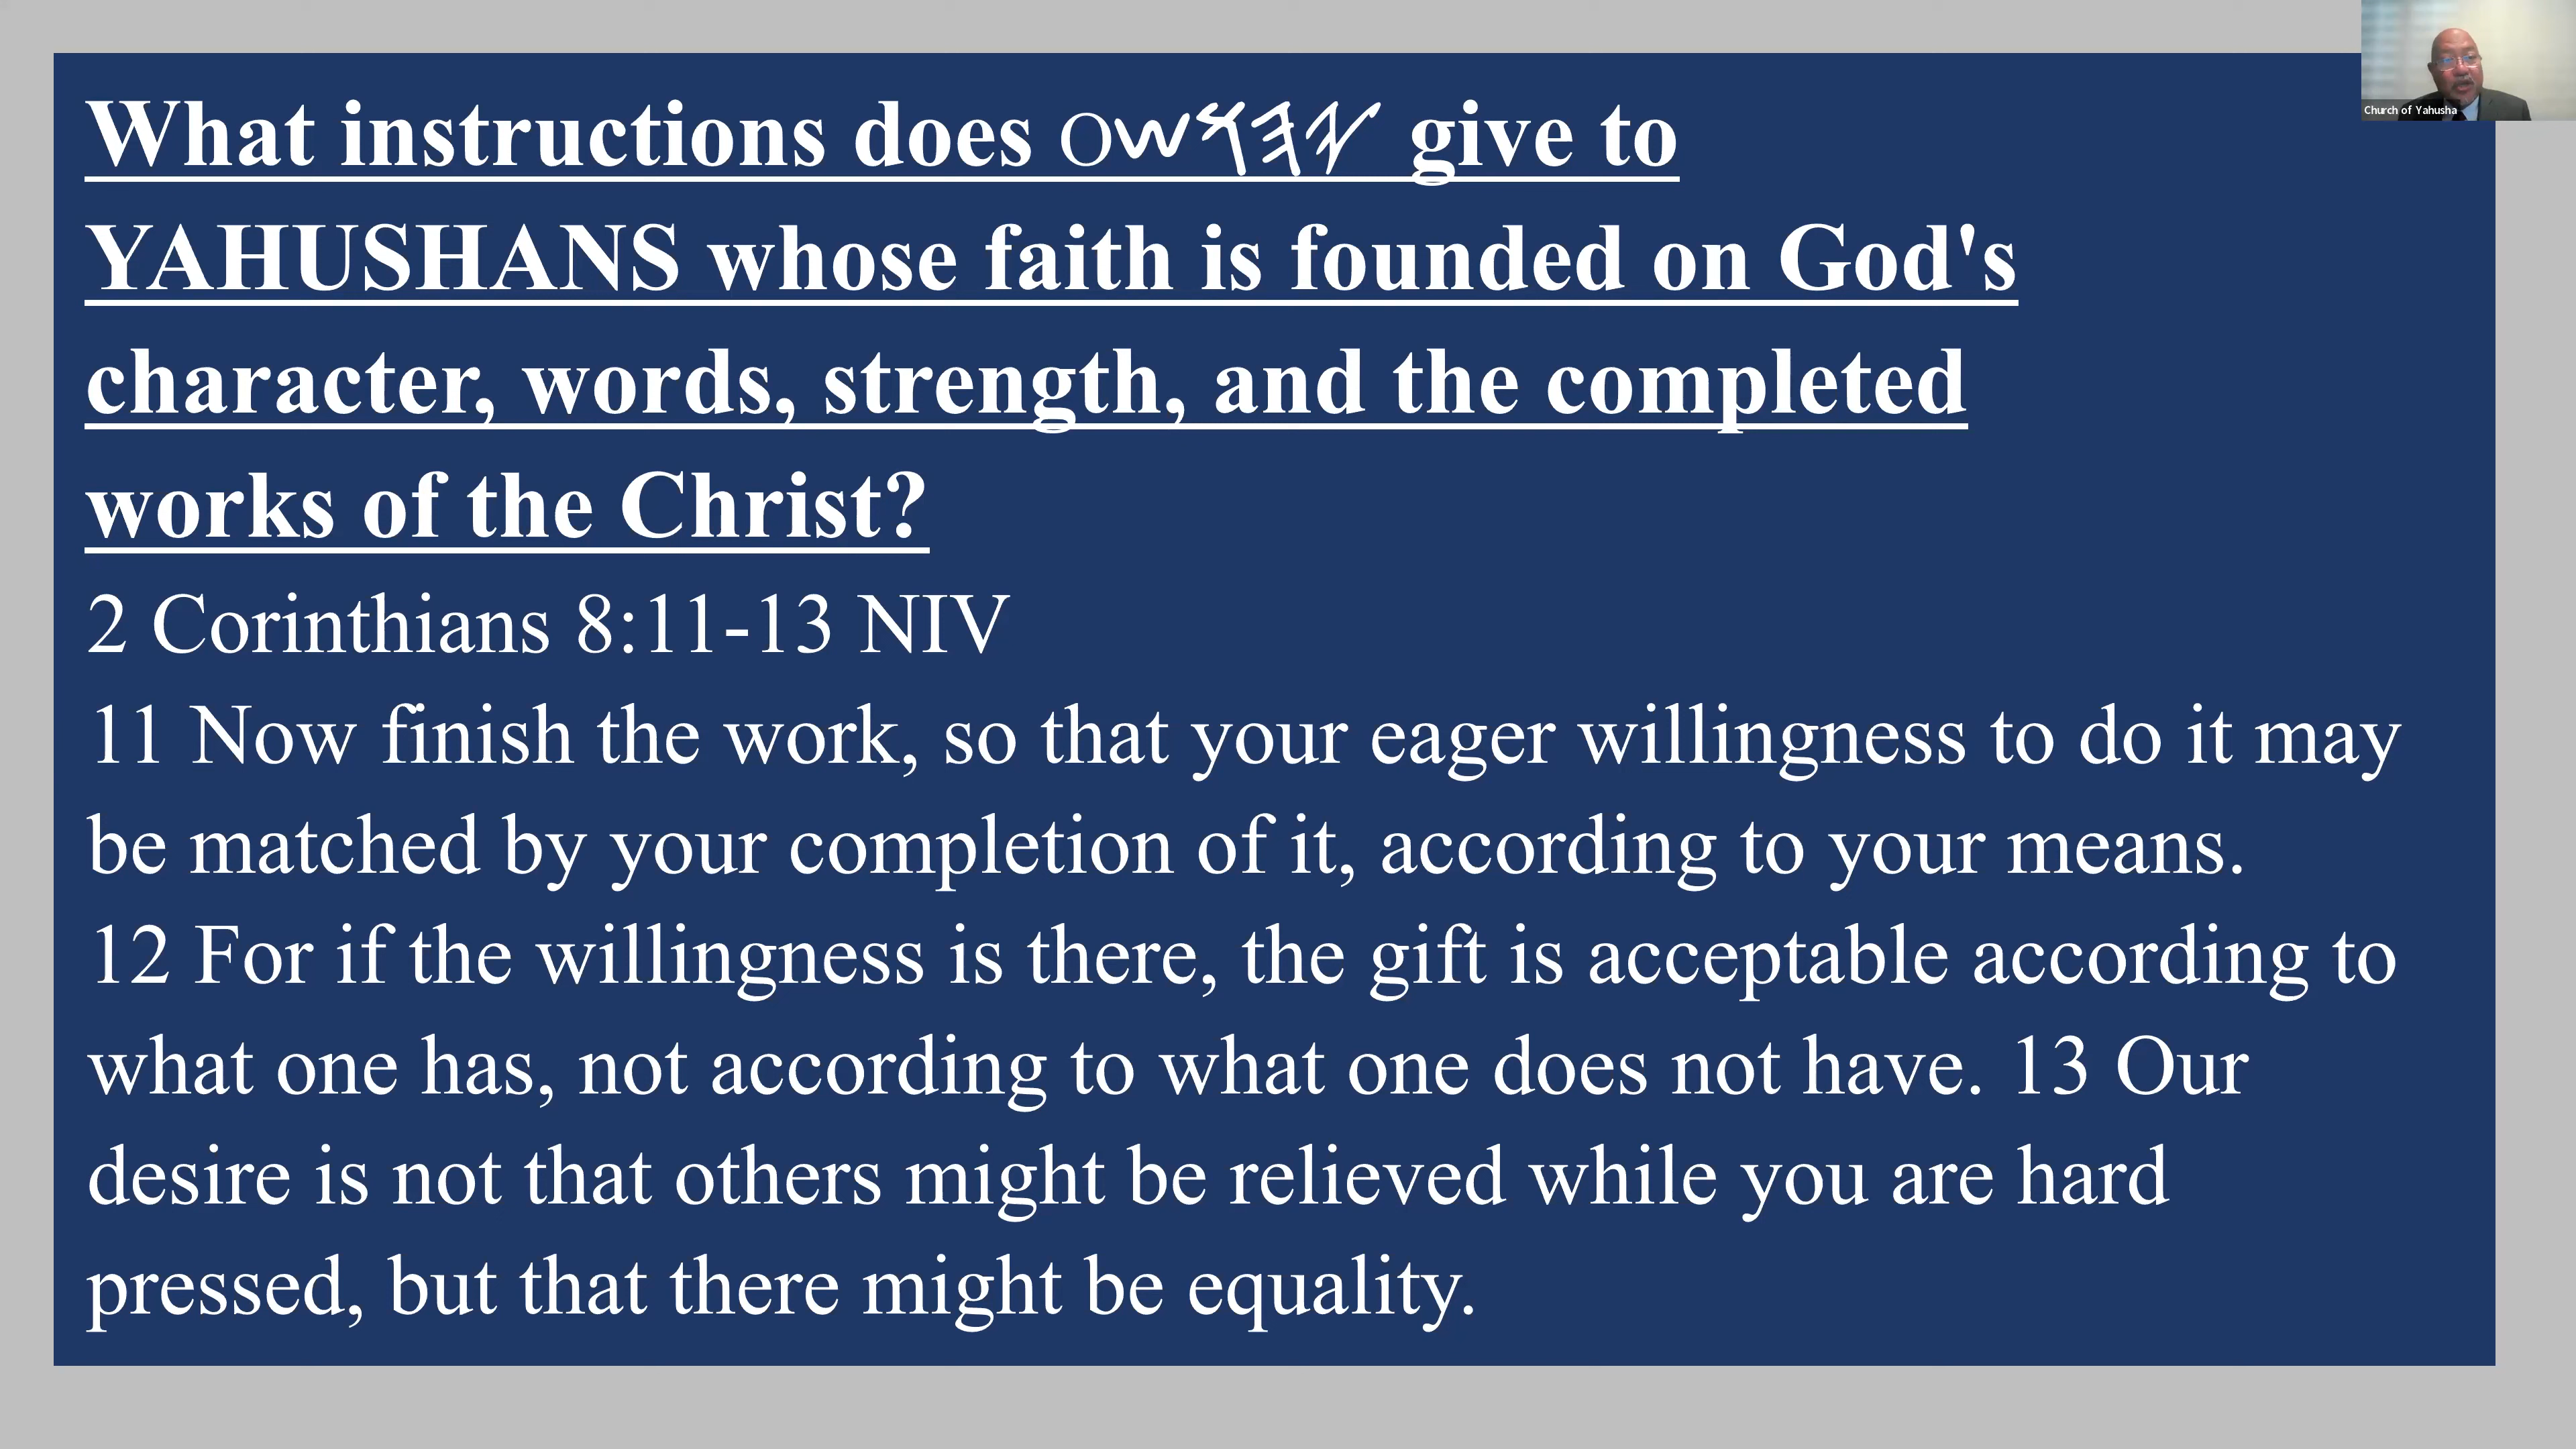 What instructions does 𐤉𐤄𐤅𐤔𐤏 give to
YAHUSHANS whose faith is founded on God's
character, words, strength, and the completed
works of the Christ?
2 Corinthians 8:11-13 NIV
11 Now finish the work, so that your eager willingness to do it may
be matched by your completion of it, according to your means.
12 For if the willingness is there, the gift is acceptable according to
what one has, not according to what one does not have. 13 Our
desire is not that others might be relieved while you are hard
pressed, but that there might be equality.
Church of Yahusha